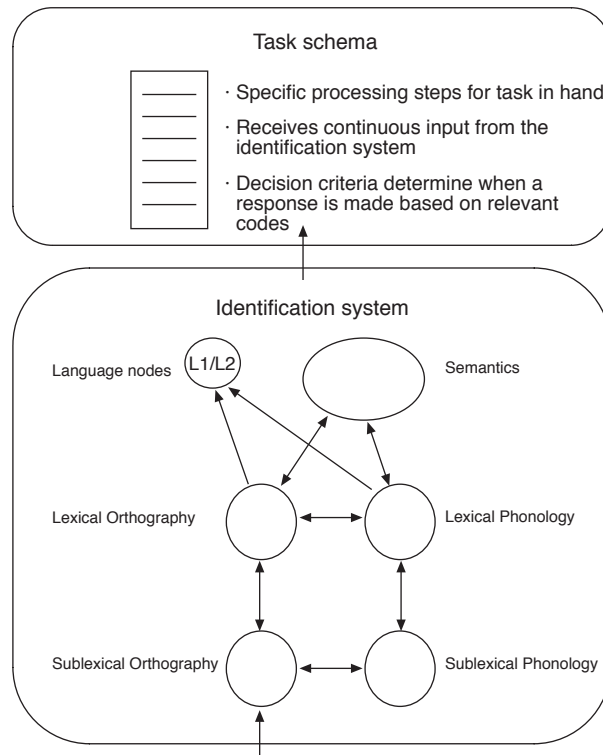 Task schema
· Specific processing steps for task in hand
· Receives continuous input from the
identification system
· Decision criteria determine when a
response is made based on relevant
codes
Identification system
Language nodes
L1/L2
Semantics
Lexical Orthography
Lexical Phonology
Sublexical Orthography
Sublexical Phonology